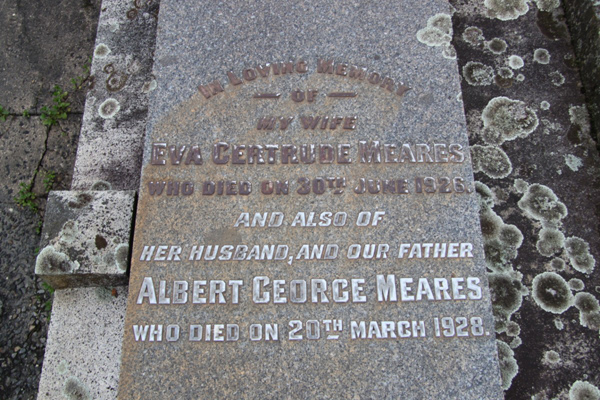 In Loving Memory
— OF —
MY WIFE
EVA GERTRUDE MEARES
WHO DIED ON 30TH JUNE 1926.
AND ALSO OF
HER HUSBAND, AND OUR FATHER
ALBERT GEORGE MEARES
WHO DIED ON 20TH MARCH 1928.